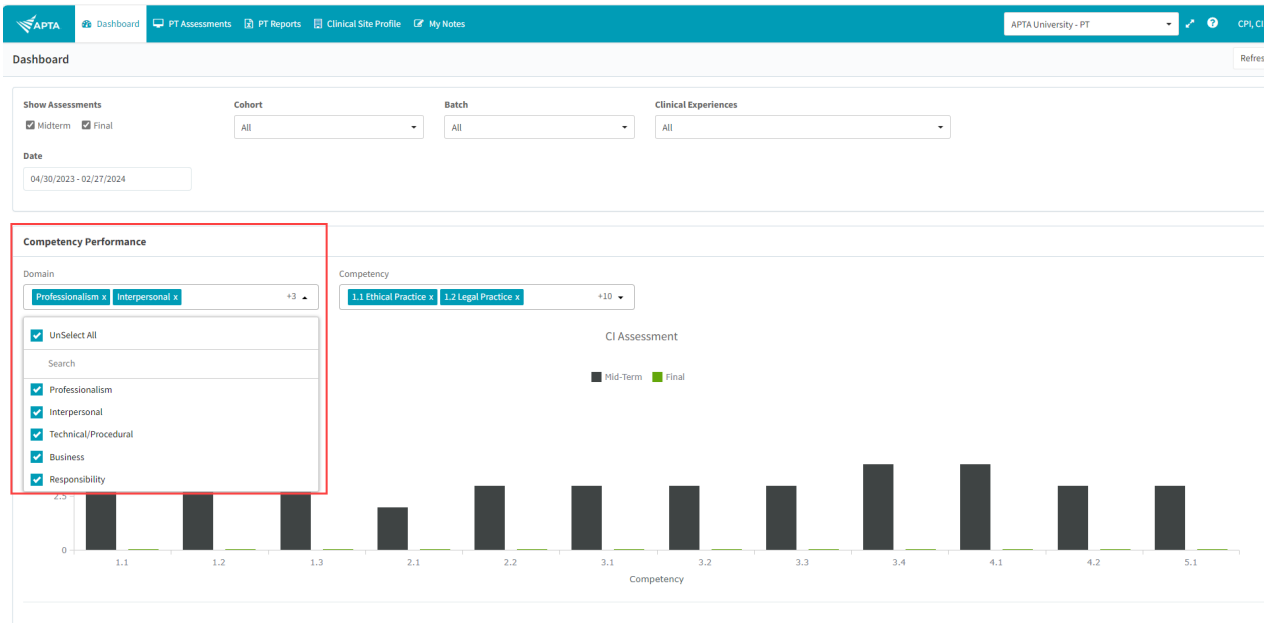 APTA Dashboard PT Assessments PT Reports Clinical Site Profile My Notes APTA University - PT ? CPI, CI
Dashboard Refres
Show Assessments Cohort Batch Clinical Experiences
Midterm Final All All All
Date
04/30/2023 - 02/27/2024
Competency Performance
Domain Competency
Professionalism x Interpersonal x +3 1.1 Ethical Practice x 1.2 Legal Practice x +10
UnSelect All
CI Assessment
Search
Mid-Term Final
Professionalism
Interpersonal
Technical/Procedural
Business
Responsibility
2.5
0
1.1 1.2 1.3 2.1 2.2 3.1 3.2 3.3 3.4 4.1 4.2 5.1
Competency